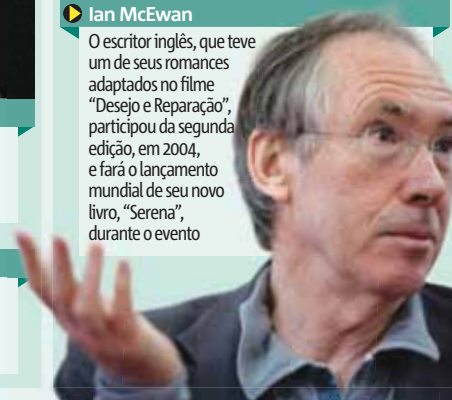 Ian McEwan
O escritor inglês, que teve
um de seus romances
adaptados no filme
“Desejo e Reparação”,
participou da segunda
edição, em 2004,
e fará o lançamento
mundial de seu novo
livro, “Serena”,
durante o evento